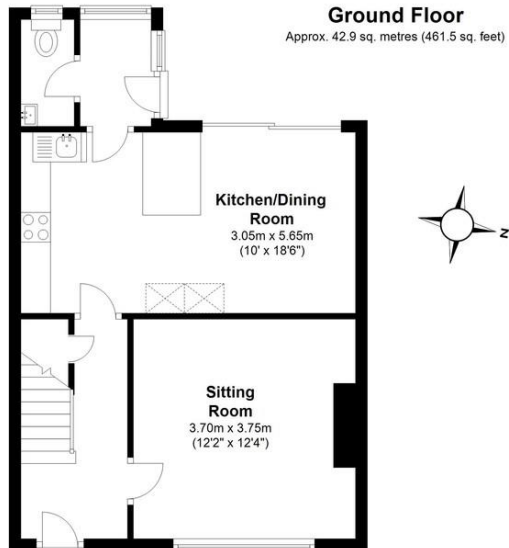 Ground Floor
Approx. 42.9 sq. metres (461.5 sq. feet)
Kitchen/Dining
Room
3.05m x 5.65m
(10' x 18'6")
N
Sitting
Room
3.70m x 3.75m
(12'2" x 12'4")